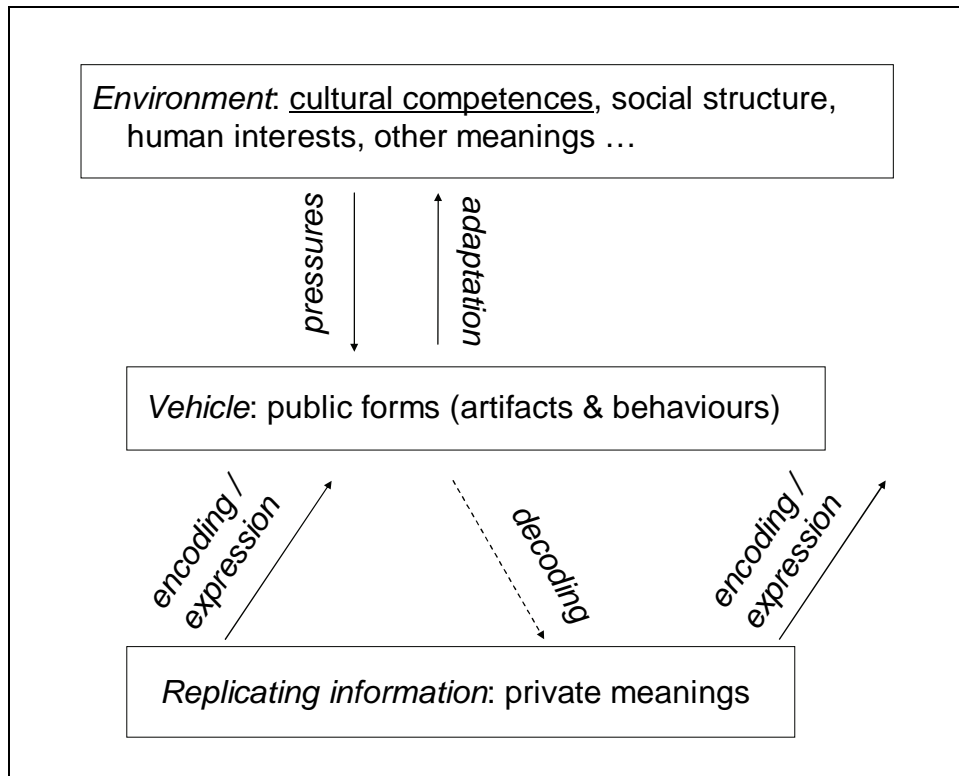 Environment: cultural competences, social structure,
human interests, other meanings …
pressures
adaptation
Vehicle: public forms (artifacts & behaviours)
encoding /
expression
decoding
encoding /
expression
Replicating information: private meanings